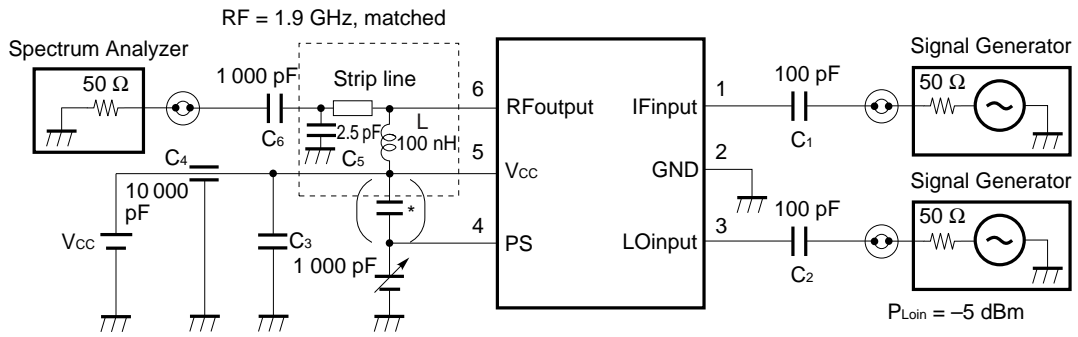 RF = 1.9 GHz, matched
Spectrum Analyzer
50 Ω
1 000 pF
C6
Strip line
2.5 pF
C5
L
100 nH
C4
10 000
pF
VCC
C3
1 000 pF
*
6
RFoutput
5
VCC
4
PS
1
IFinput
2
GND
3
LOinput
100 pF
C1
Signal Generator
50 Ω
100 pF
C2
Signal Generator
50 Ω
PLoin = –5 dBm